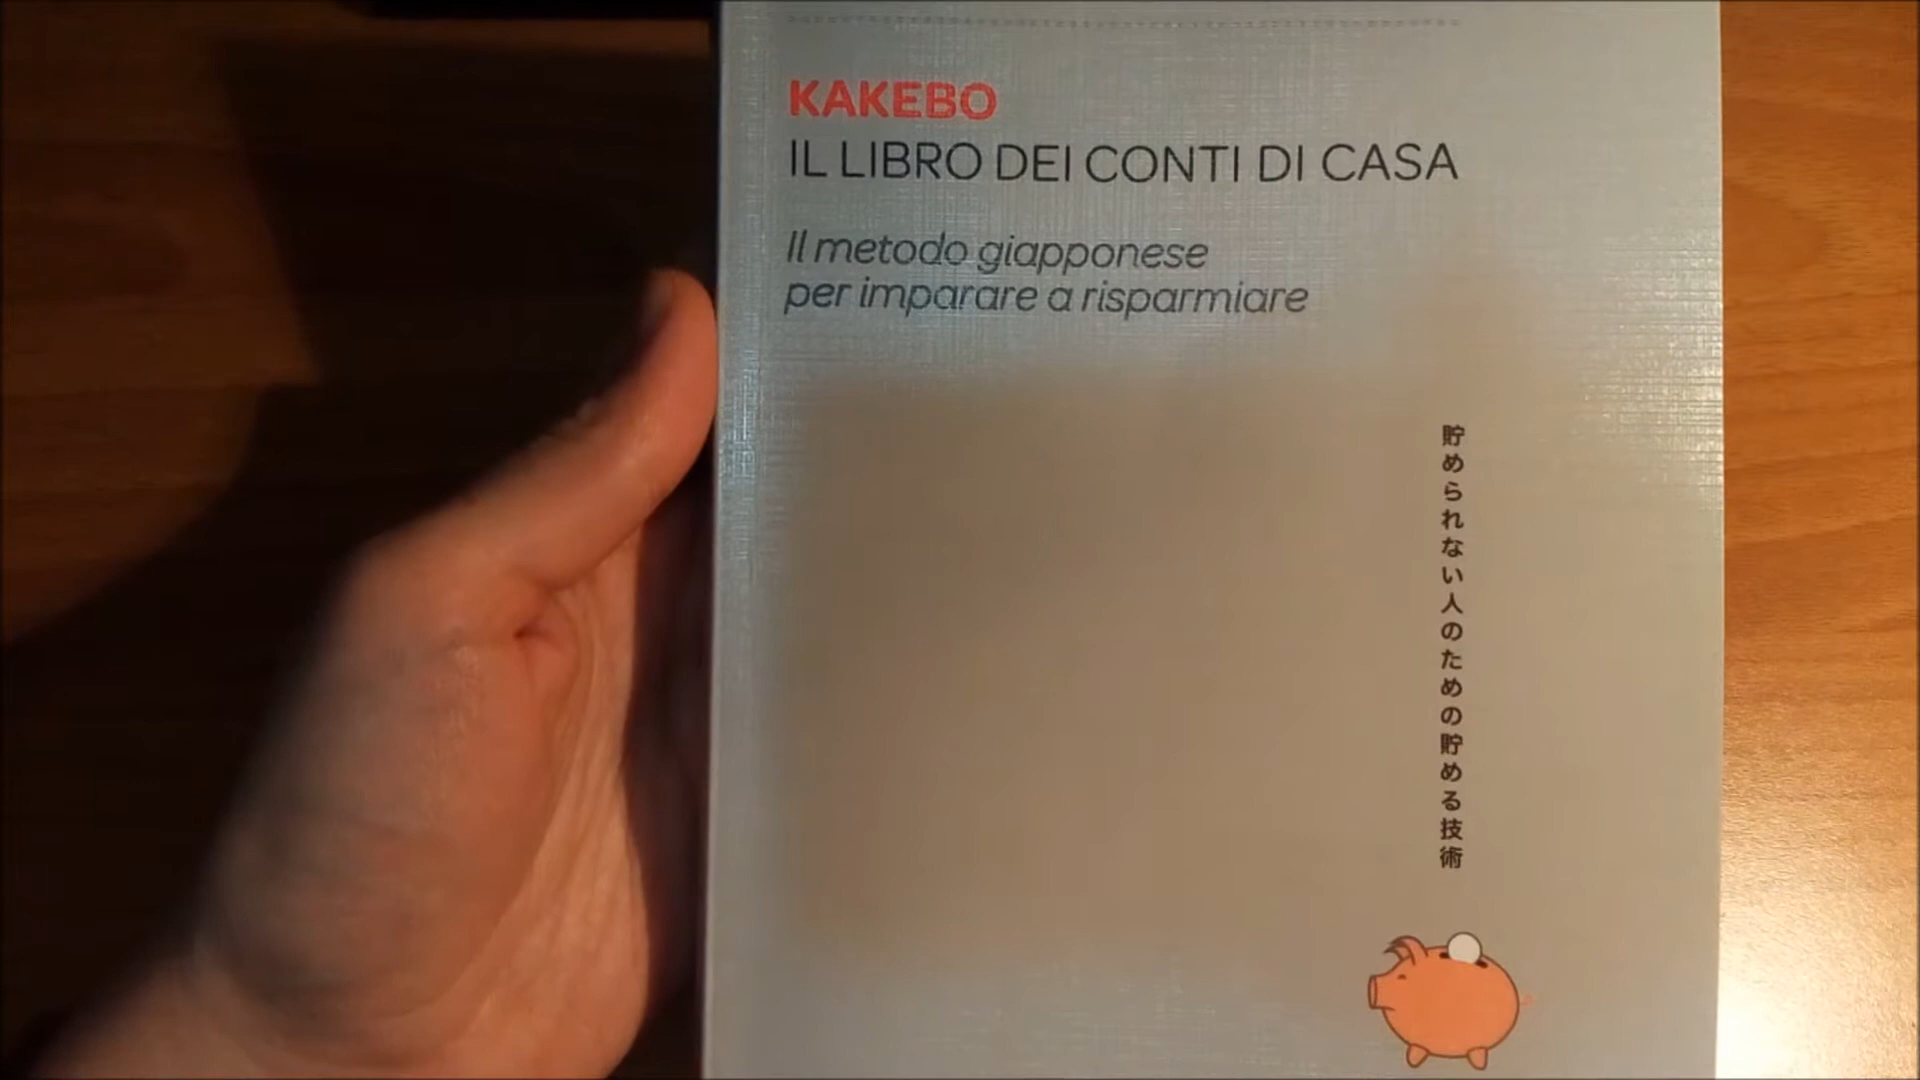 KAKEBO
IL LIBRO DEI CONTI DI CASA
Il metodo giapponese
per imparare a risparmiare
貯められない人のための貯める技術